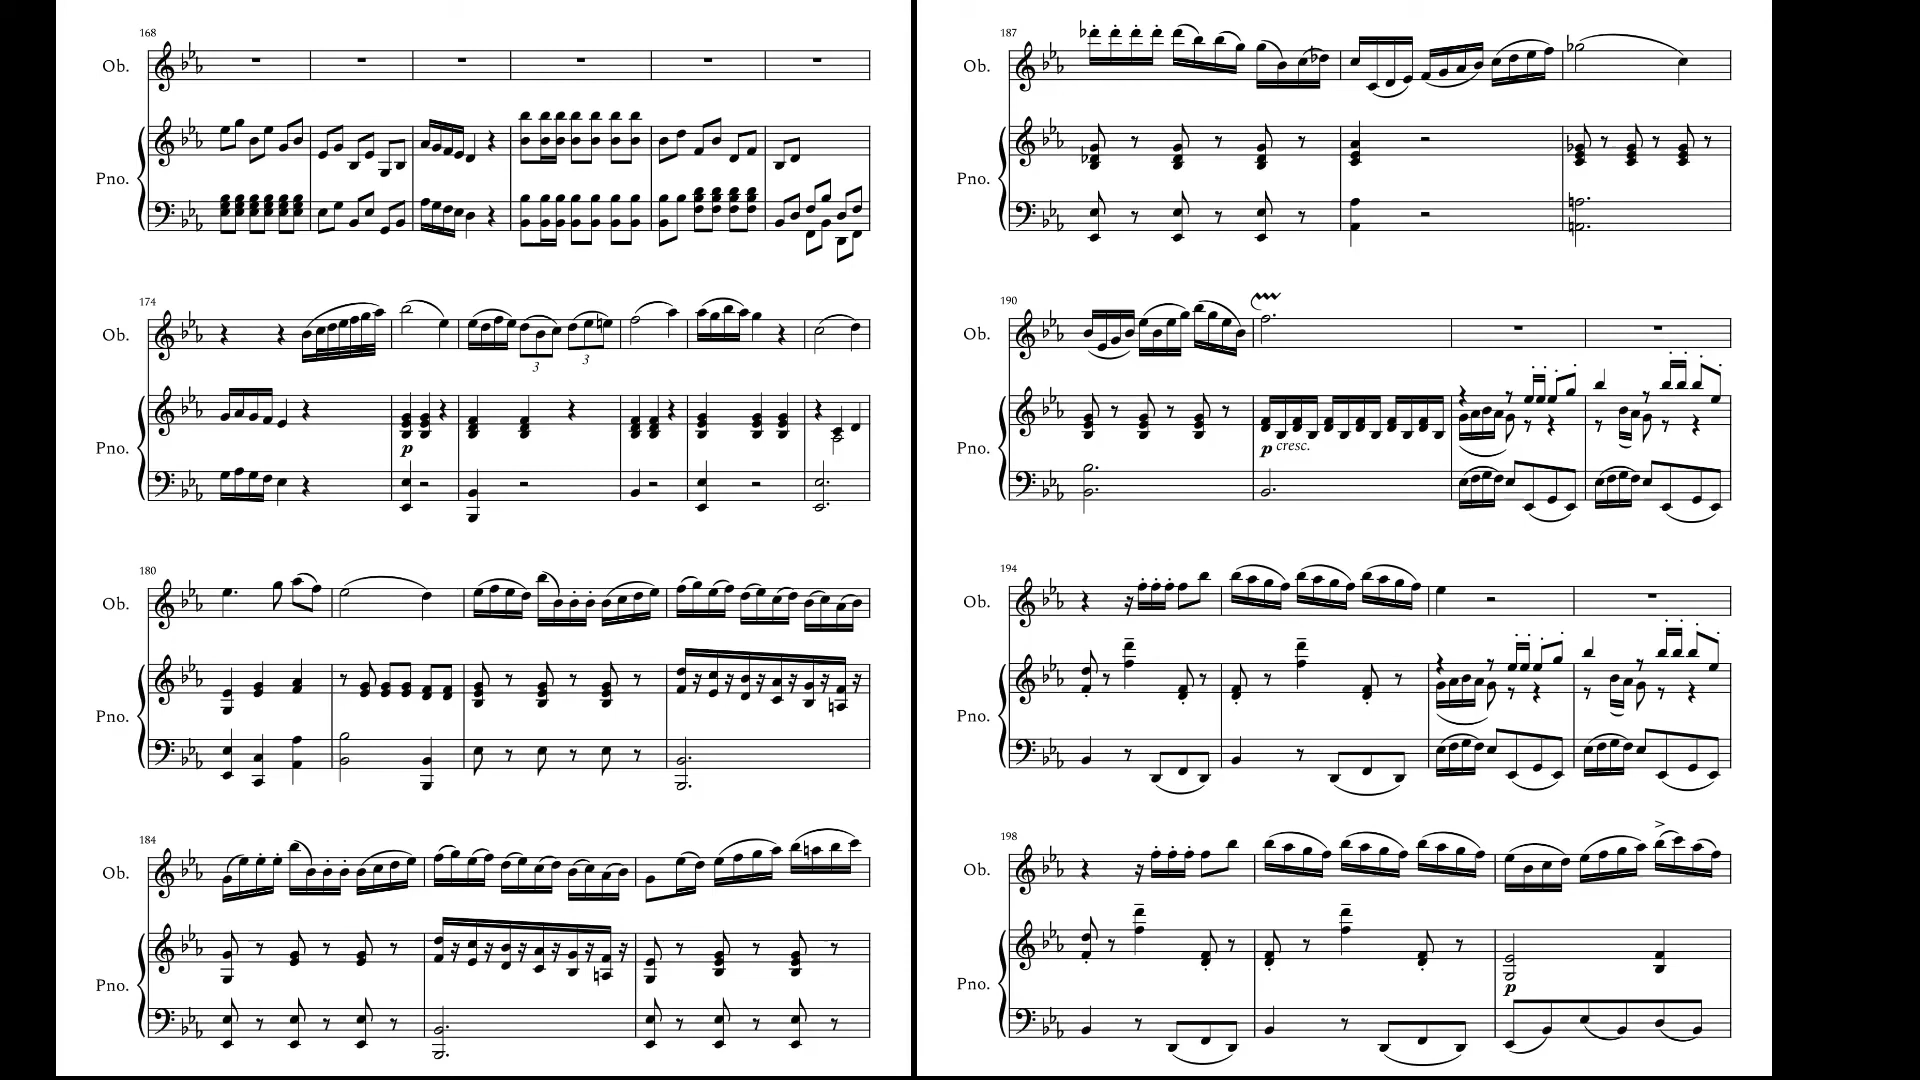 168
Ob.
Pno.
174
Ob.
3
3
Pno.
p
180
Ob.
Pno.
184
Ob.
Pno.
187
Ob.
Pno.
190
Ob.
Pno.
p cresc.
194
Ob.
Pno.
198
Ob.
Pno.
p